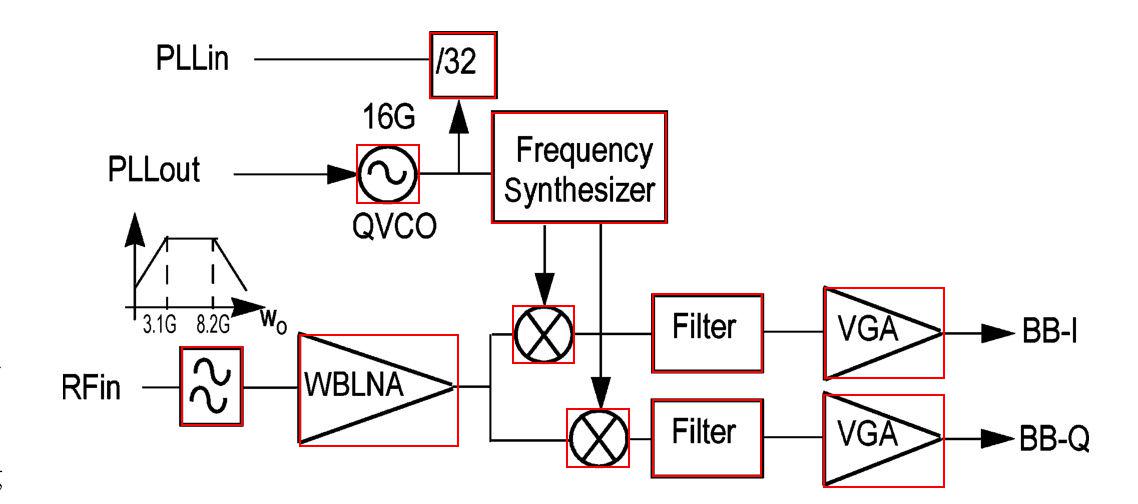 PLLin
/32
16G
PLLout
Frequency
Synthesizer
QVCO
3.1G
8.2G
wo
RFin
WBLNA
Filter
VGA
BB-I
Filter
VGA
BB-Q